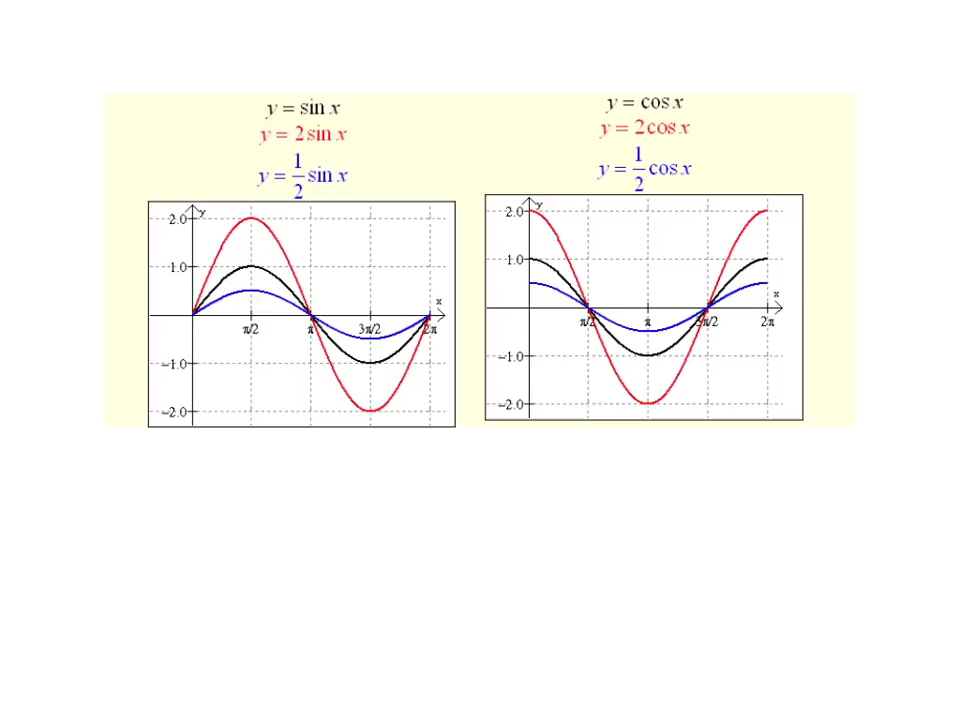 y = sin x
y = 2 sin x
y = 1/2 sin x
y
2.0
1.0
x
π/2 π 3π/2 2π
−1.0
−2.0
y = cos x
y = 2 cos x
y = 1/2 cos x
y
2.0
1.0
x
π/2 π 3π/2 2π
−1.0
−2.0